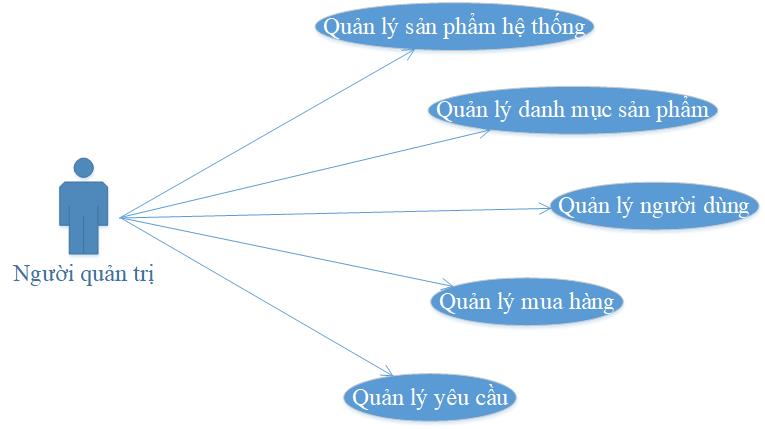 Quản lý sản phẩm hệ thống
Quản lý danh mục sản phẩm
Quản lý người dùng
Người quản trị
Quản lý mua hàng
Quản lý yêu cầu